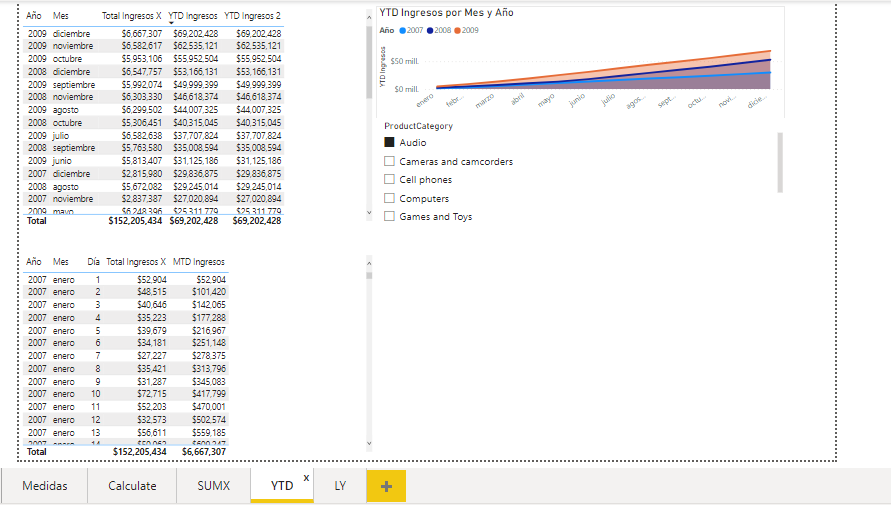 Año Mes Total Ingresos X YTD Ingresos YTD Ingresos 2
2009 diciembre $6,667,307 $69,202,428 $69,202,428
2009 noviembre $6,582,617 $62,535,121 $62,535,121
2009 octubre $5,953,106 $55,952,504 $55,952,504
2008 diciembre $6,547,757 $53,166,131 $53,166,131
2009 septiembre $5,992,074 $49,999,399 $49,999,399
2008 noviembre $6,303,330 $46,618,374 $46,618,374
2009 agosto $6,299,502 $44,007,325 $44,007,325
2008 octubre $5,306,451 $40,315,045 $40,315,045
2009 julio $6,582,638 $37,707,824 $37,707,824
2008 septiembre $5,763,580 $35,008,594 $35,008,594
2009 junio $5,813,407 $31,125,186 $31,125,186
2007 diciembre $2,815,980 $29,836,875 $29,836,875
2008 agosto $5,672,082 $29,245,014 $29,245,014
2007 noviembre $2,837,387 $27,020,894 $27,020,894
2009 mayo $6,248,396 $25,311,779 $25,311,779
Total $152,205,434 $69,202,428 $69,202,428
YTD Ingresos por Mes y Año
Año 2007 2008 2009
YTD Ingresos
$50 mill.
$0 mill.
enero febr... marzo abril mayo junio julio agos... sept... octu... novi... dicie...
ProductCategory
Audio
Cameras and camcorders
Cell phones
Computers
Games and Toys
Año Mes Día Total Ingresos X MTD Ingresos
2007 enero 1 $52,904 $52,904
2007 enero 2 $48,515 $101,420
2007 enero 3 $40,646 $142,065
2007 enero 4 $35,223 $177,288
2007 enero 5 $39,679 $216,967
2007 enero 6 $34,181 $251,148
2007 enero 7 $27,227 $278,375
2007 enero 8 $35,421 $313,796
2007 enero 9 $31,287 $345,083
2007 enero 10 $72,715 $417,799
2007 enero 11 $52,203 $470,001
2007 enero 12 $32,573 $502,574
2007 enero 13 $56,611 $559,185
2007 enero 14
Total $152,205,434 $6,667,307
Medidas Calculate SUMX YTD x LY +